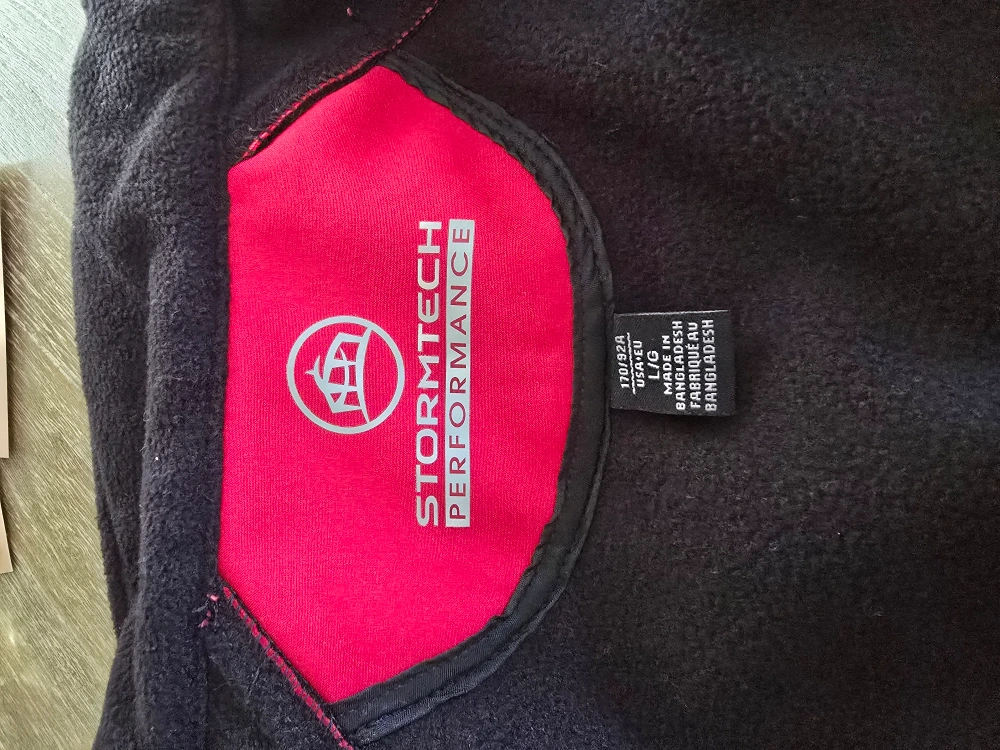 STORMTECH
PERFORMANCE
170/92A
USA•EU
L/G
MADE IN
BANGLADESH
FABRIQUÉ AU
BANGLADESH